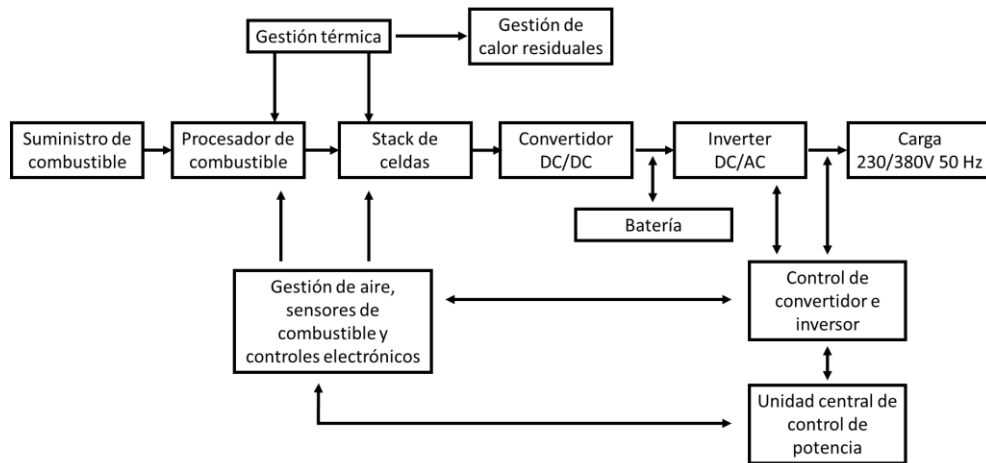 Gestión térmica
Gestión de
calor residuales
Suministro de
combustible
Procesador de
combustible
Stack de
celdas
Convertidor
DC/DC
Inverter
DC/AC
Carga
230/380V 50 Hz
Batería
Gestión de aire,
sensores de
combustible y
controles electrónicos
Control de
convertidor e
inversor
Unidad central de
control de
potencia